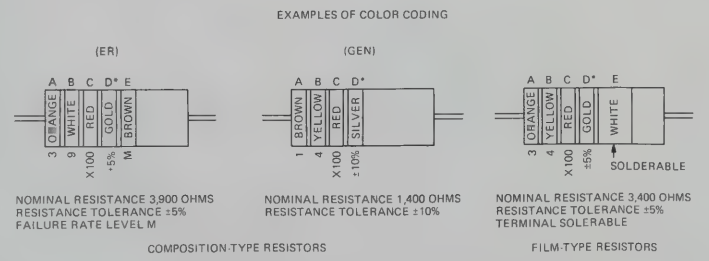 EXAMPLES OF COLOR CODING
(ER)
A B C D* E
ORANGE WHITE RED GOLD BROWN
3 9 X100 ±5% M
NOMINAL RESISTANCE 3,900 OHMS
RESISTANCE TOLERANCE ±5%
FAILURE RATE LEVEL M
(GEN)
A B C D*
BROWN YELLOW RED SILVER
1 4 X100 ±10%
NOMINAL RESISTANCE 1,400 OHMS
RESISTANCE TOLERANCE ±10%
COMPOSITION-TYPE RESISTORS
A B C D* E
ORANGE YELLOW RED GOLD WHITE
3 4 X100 ±5%
SOLDERABLE
NOMINAL RESISTANCE 3,400 OHMS
RESISTANCE TOLERANCE ±5%
TERMINAL SOLERABLE
FILM-TYPE RESISTORS